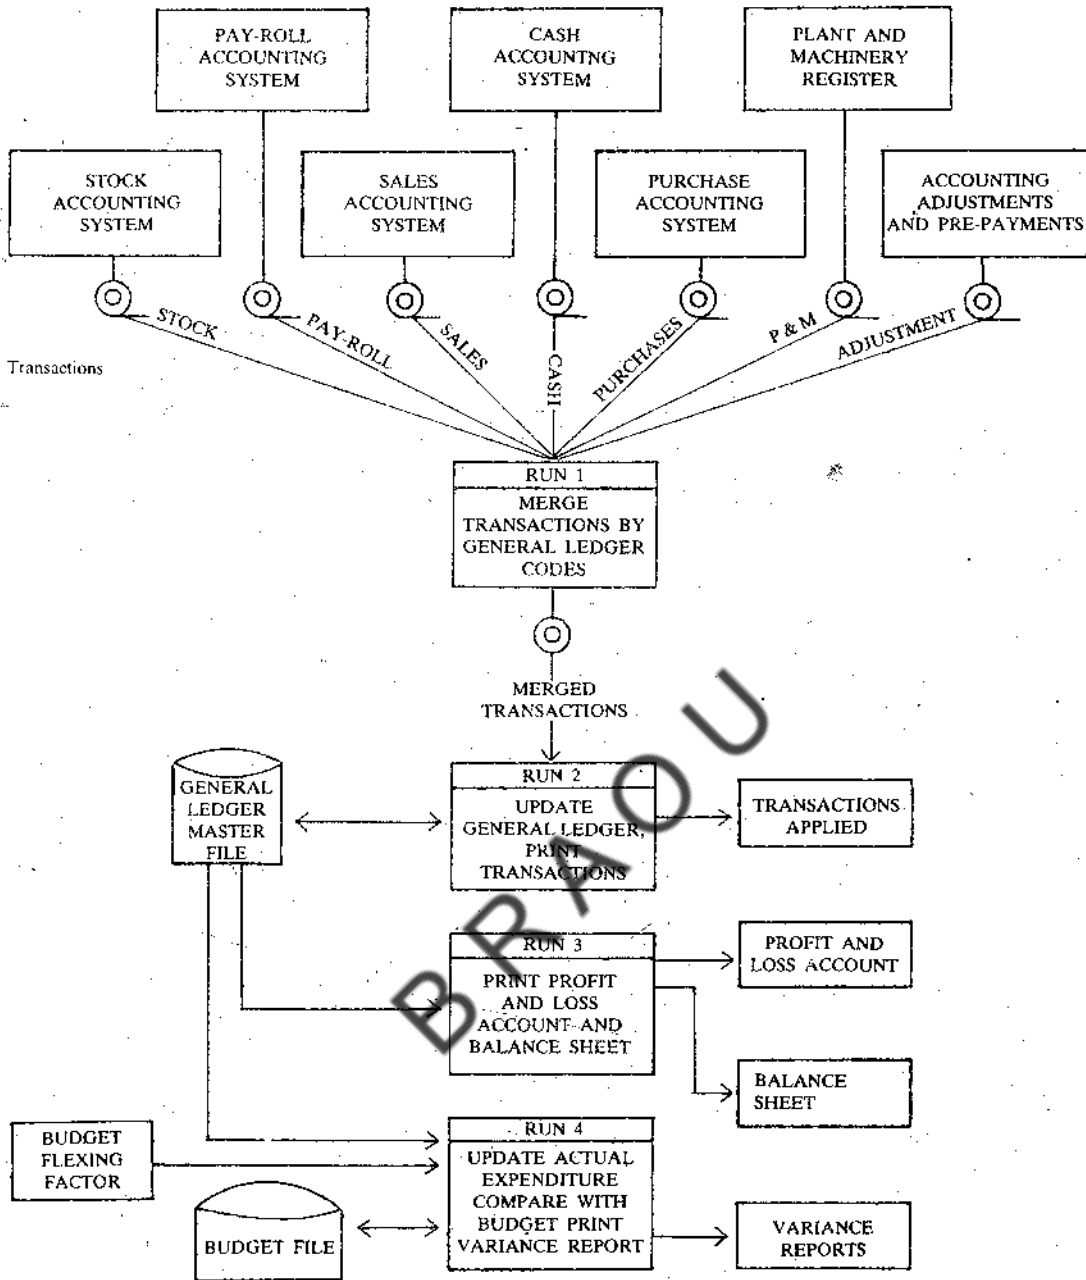 PAY-ROLL
ACCOUNTING
SYSTEM
CASH
ACCOUNTNG
SYSTEM
PLANT AND
MACHINERY
REGISTER
STOCK
ACCOUNTING
SYSTEM
SALES
ACCOUNTING
SYSTEM
PURCHASE
ACCOUNTING
SYSTEM
ACCOUNTING
ADJUSTMENTS
AND PRE-PAYMENTS
STOCK
PAY-ROLL
SALES
CASH
PURCHASES
P & M
ADJUSTMENT
Transactions
RUN 1
MERGE
TRANSACTIONS BY
GENERAL LEDGER
CODES
MERGED
TRANSACTIONS
GENERAL
LEDGER
MASTER
FILE
RUN 2
UPDATE
GENERAL LEDGER,
PRINT
TRANSACTIONS
TRANSACTIONS
APPLIED
RUN 3
PRINT PROFIT
AND LOSS
ACCOUNT AND
BALANCE SHEET
PROFIT AND
LOSS ACCOUNT
BALANCE
SHEET
BUDGET
FLEXING
FACTOR
RUN 4
UPDATE ACTUAL
EXPENDITURE
COMPARE WITH
BUDGET PRINT
VARIANCE REPORT
BUDGET FILE
VARIANCE
REPORTS
BRAOU